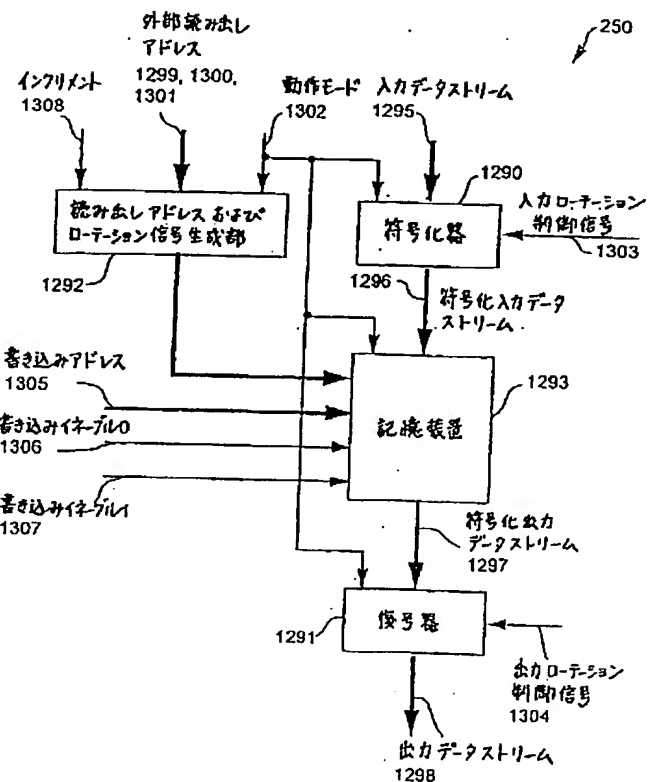 250
外部読み出し
アドレス
1299, 1300,
1301
インクリメント
1308
動作モード
1302
入力データストリーム
1295
読み出しアドレスおよび
ローテーション信号生成部
1292
1290
符号化路
入力ローテーション
制御信号
1303
1296
符号化入力データ
ストリーム
書き込みアドレス
1305
書き込みイネーブル0
1306
書き込みイネーブル1
1307
1293
記憶装置
符号化出力
データストリーム
1297
1291
復号器
出力ローテーション
制御信号
1304
出力データストリーム
1298